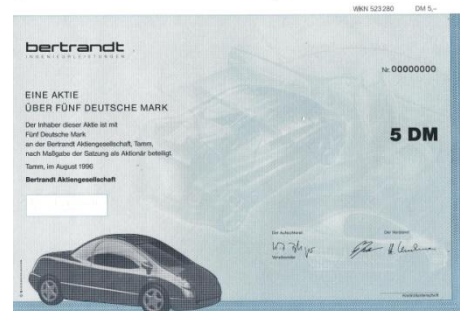 WKN 523 280 DM 5,–
bertrandt
INGENIEURLEISTUNGEN
Nr. 00000000
EINE AKTIE
ÜBER FÜNF DEUTSCHE MARK
Der Inhaber dieser Aktie ist mit
Fünf Deutsche Mark
an der Bertrandt Aktiengesellschaft, Tamm,
nach Maßgabe der Satzung als Aktionär beteiligt.
5 DM
Tamm, im August 1996
Bertrandt Aktiengesellschaft
Der Aufsichtsrat Der Vorstand
Vorsitzender
Kontrollunterschrift